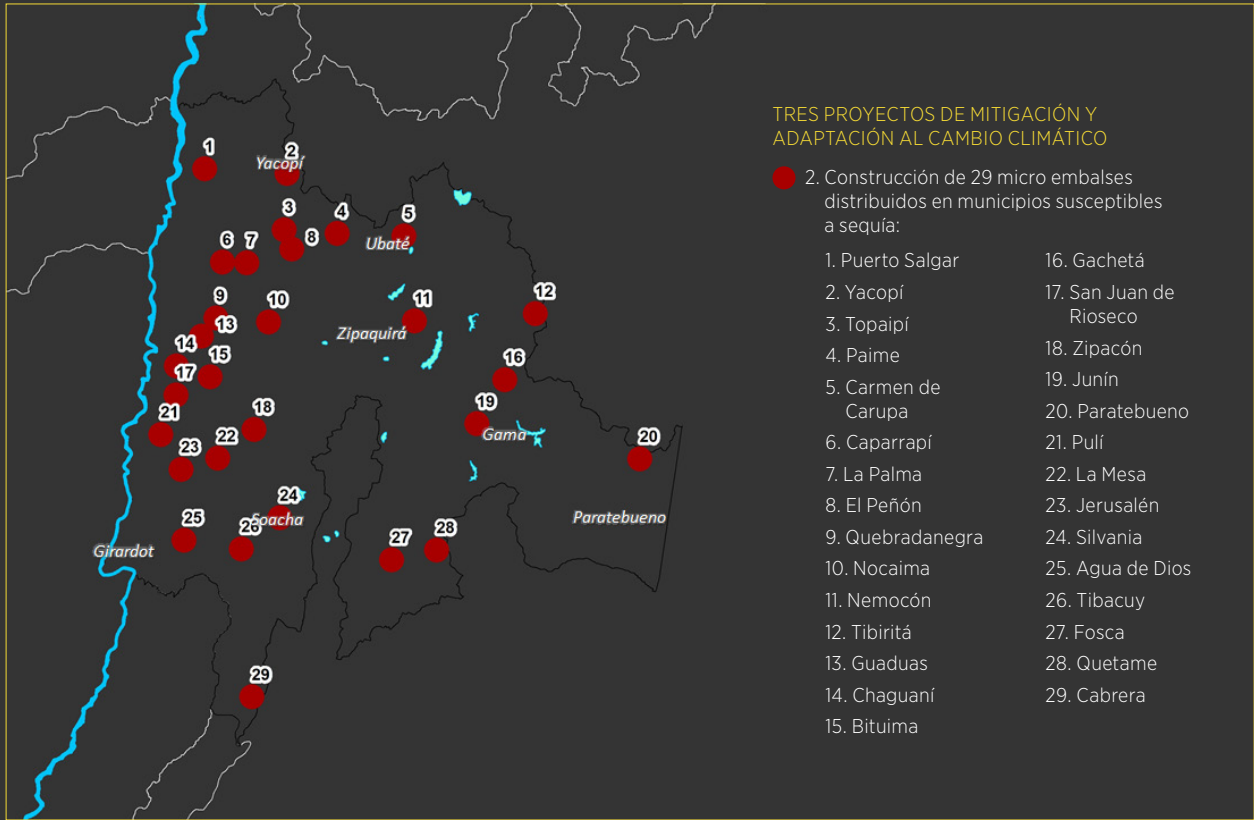 1
2
Yacopí
3
4
5
Ubaté
6
7
8
9
10
11
12
Zipaquirá
13
14
15
16
17
18
19
Gama
20
21
22
23
24
Soacha
Paratebueno
25
26
27
28
Girardot
29
TRES PROYECTOS DE MITIGACIÓN Y
ADAPTACIÓN AL CAMBIO CLIMÁTICO
2. Construcción de 29 micro embalses
distribuidos en municipios susceptibles
a sequía:
1. Puerto Salgar
2. Yacopí
3. Topaipí
4. Paime
5. Carmen de
Carupa
6. Caparrapí
7. La Palma
8. El Peñón
9. Quebradanegra
10. Nocaima
11. Nemocón
12. Tibiritá
13. Guaduas
14. Chaguaní
15. Bituima
16. Gachetá
17. San Juan de
Rioseco
18. Zipacón
19. Junín
20. Paratebueno
21. Pulí
22. La Mesa
23. Jerusalén
24. Silvania
25. Agua de Dios
26. Tibacuy
27. Fosca
28. Quetame
29. Cabrera